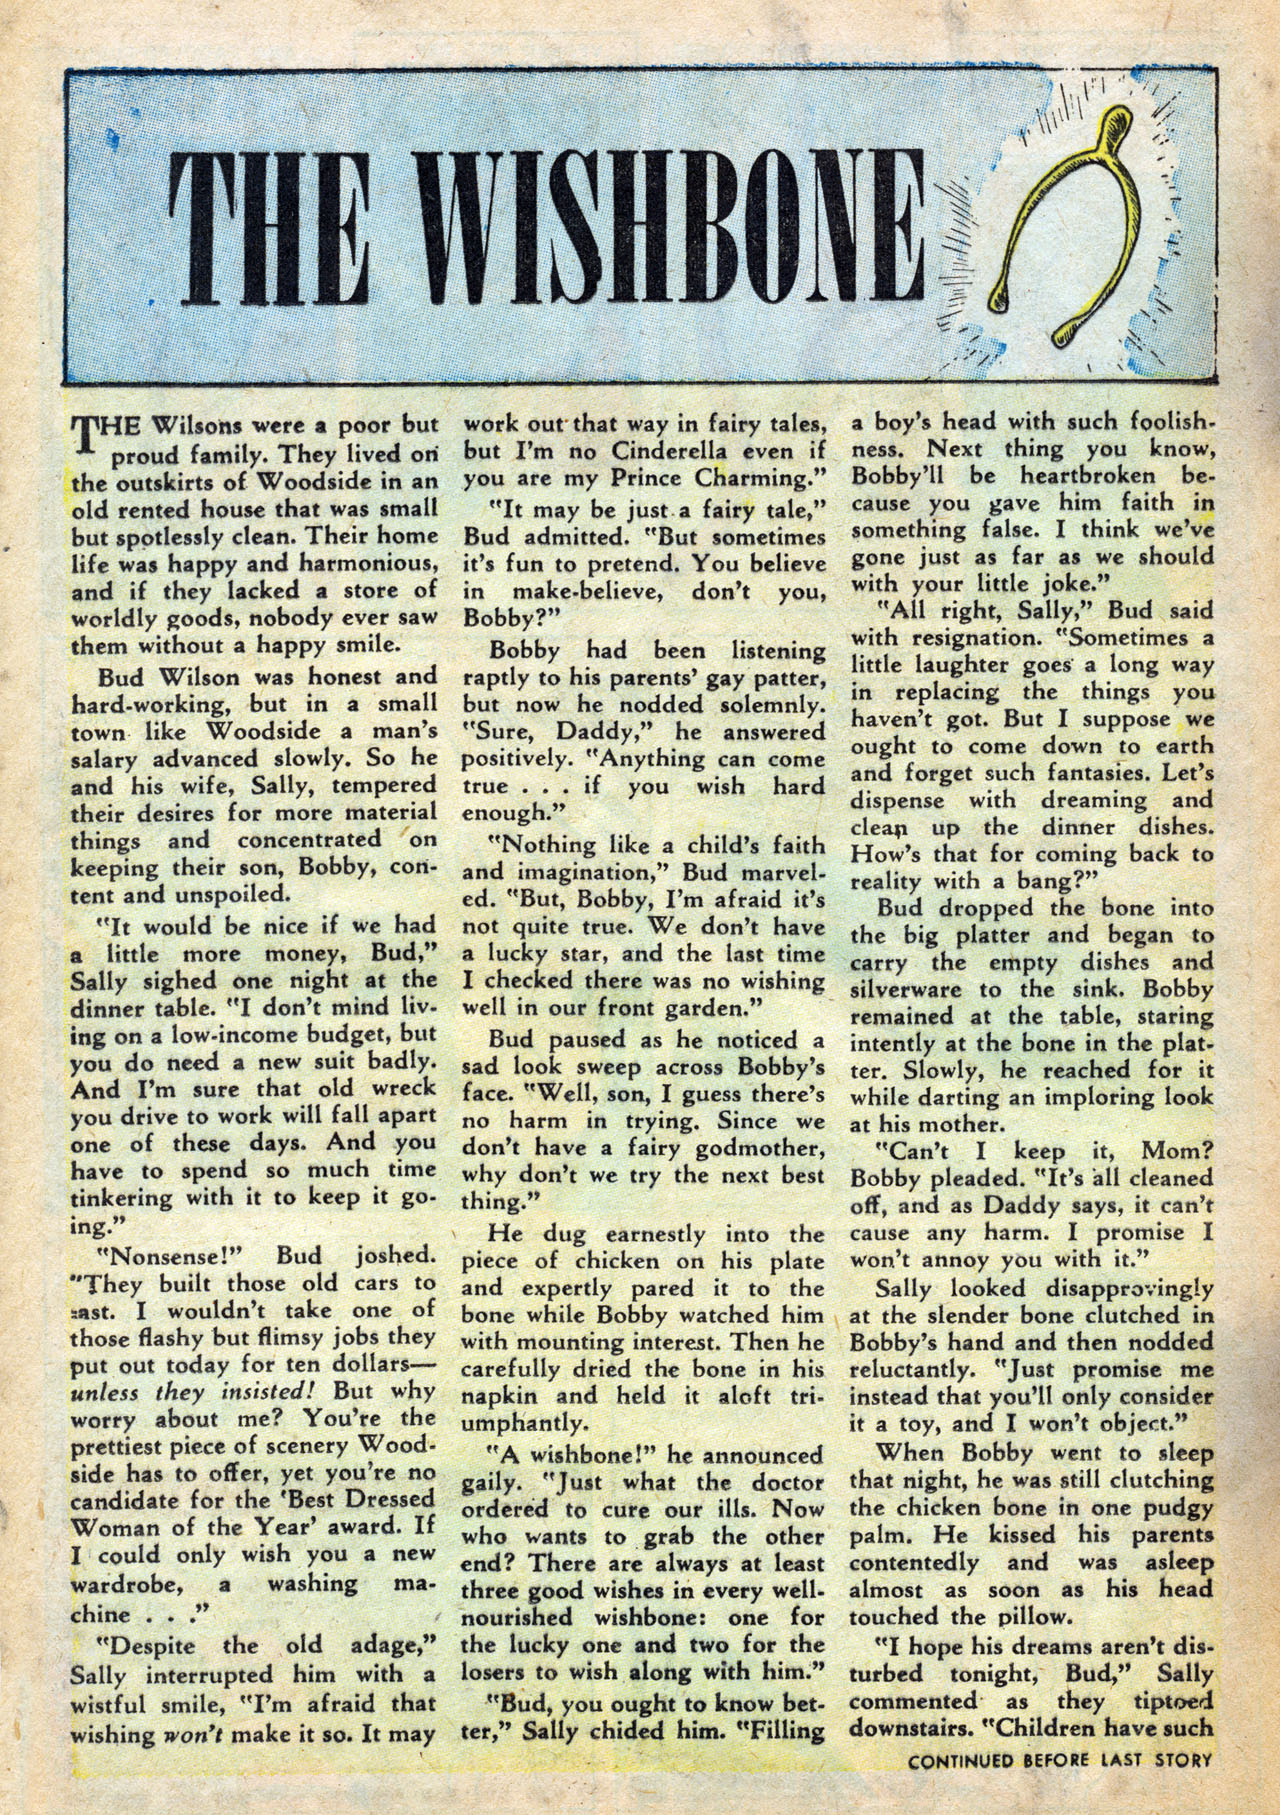 THE WISHBONE
THE Wilsons were a poor but
proud family. They lived on
the outskirts of Woodside in an
old rented house that was small
but spotlessly clean. Their home
life was happy and harmonious,
and if they lacked a store of
worldly goods, nobody ever saw
them without a happy smile.
Bud Wilson was honest and
hard-working, but in a small
town like Woodside a man's
salary advanced slowly. So he
and his wife, Sally, tempered
their desires for more material
things and concentrated on
keeping their son, Bobby, con-
tent and unspoiled.
"It would be nice if we had
a little more money, Bud,"
Sally sighed one night at the
dinner table. "I don't mind liv-
ing on a low-income budget, but
you do need a new suit badly.
And I'm sure that old wreck
you drive to work will fall apart
one of these days. And you
have to spend so much time
tinkering with it to keep it go-
ing."
"Nonsense!" Bud joshed.
"They built those old cars to
last. I wouldn't take one of
those flashy but flimsy jobs they
put out today for ten dollars—
unless they insisted! But why
worry about me? You're the
prettiest piece of scenery Wood-
side has to offer, yet you're no
candidate for the 'Best Dressed
Woman of the Year' award. If
I could only wish you a new
wardrobe, a washing ma-
chine . . ."
"Despite the old adage,"
Sally interrupted him with a
wistful smile, "I'm afraid that
wishing won't make it so. It may
work out that way in fairy tales,
but I'm no Cinderella even if
you are my Prince Charming."
"It may be just a fairy tale,"
Bud admitted. "But sometimes
it's fun to pretend. You believe
in make-believe, don't you,
Bobby?"
Bobby had been listening
raptly to his parents' gay patter,
but now he nodded solemnly.
"Sure, Daddy," he answered
positively. "Anything can come
true . . . if you wish hard
enough."
"Nothing like a child's faith
and imagination," Bud marvel-
ed. "But, Bobby, I'm afraid it's
not quite true. We don't have
a lucky star, and the last time
I checked there was no wishing
well in our front garden."
Bud paused as he noticed a
sad look sweep across Bobby's
face. "Well, son, I guess there's
no harm in trying. Since we
don't have a fairy godmother,
why don't we try the next best
thing."
He dug earnestly into the
piece of chicken on his plate
and expertly pared it to the
bone while Bobby watched him
with mounting interest. Then he
carefully dried the bone in his
napkin and held it aloft tri-
umphantly.
"A wishbone!" he announced
gaily. "Just what the doctor
ordered to cure our ills. Now
who wants to grab the other
end? There are always at least
three good wishes in every well-
nourished wishbone: one for
the lucky one and two for the
losers to wish along with him."
"Bud, you ought to know bet-
ter," Sally chided him. "Filling
a boy's head with such foolish-
ness. Next thing you know,
Bobby'll be heartbroken be-
cause you gave him faith in
something false. I think we've
gone just as far as we should
with your little joke."
"All right, Sally," Bud said
with resignation. "Sometimes a
little laughter goes a long way
in replacing the things you
haven't got. But I suppose we
ought to come down to earth
and forget such fantasies. Let's
dispense with dreaming and
clean up the dinner dishes.
How's that for coming back to
reality with a bang?"
Bud dropped the bone into
the big platter and began to
carry the empty dishes and
silverware to the sink. Bobby
remained at the table, staring
intently at the bone in the plat-
ter. Slowly, he reached for it
while darting an imploring look
at his mother.
"Can't I keep it, Mom?
Bobby pleaded. "It's all cleaned
off, and as Daddy says, it can't
cause any harm. I promise I
won't annoy you with it."
Sally looked disapprovingly
at the slender bone clutched in
Bobby's hand and then nodded
reluctantly. "Just promise me
instead that you'll only consider
it a toy, and I won't object."
When Bobby went to sleep
that night, he was still clutching
the chicken bone in one pudgy
palm. He kissed his parents
contentedly and was asleep
almost as soon as his head
touched the pillow.
"I hope his dreams aren't dis-
turbed tonight, Bud," Sally
commented as they tiptoed
downstairs. "Children have such
CONTINUED BEFORE LAST STORY